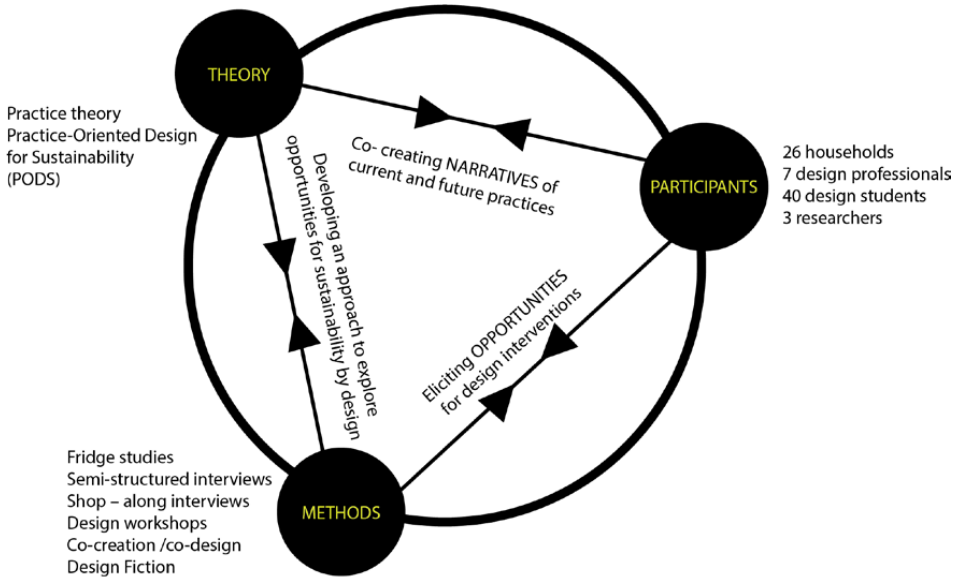 THEORY
Practice theory
Practice-Oriented Design
for Sustainability
(PODS)
Co- creating NARRATIVES of
current and future practices
PARTICIPANTS
26 households
7 design professionals
40 design students
3 researchers
Developing an approach to explore
opportunities for sustainability by design
Eliciting OPPORTUNITIES
for design interventions
METHODS
Fridge studies
Semi-structured interviews
Shop – along interviews
Design workshops
Co-creation /co-design
Design Fiction